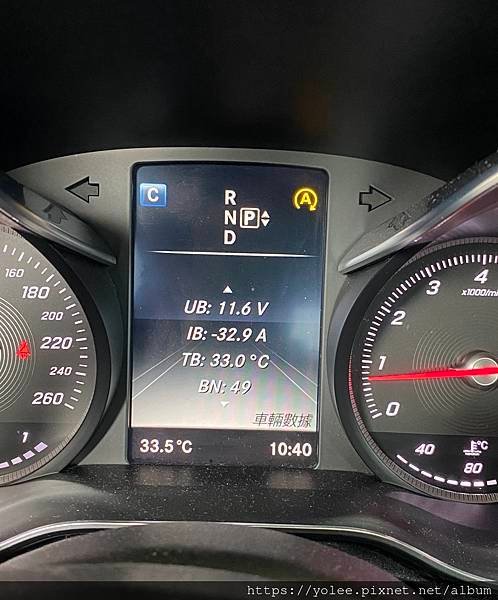 C
R
N P
D
A
UB: 11.6 V
IB: -32.9 A
TB: 33.0 °C
BN: 49
車輛數據
33.5 °C 10:40
160
180
200
220
240
260
1
4
3
2
1
0
x1000/mi
40
°C
80
https://yolee.pixnet.net/album